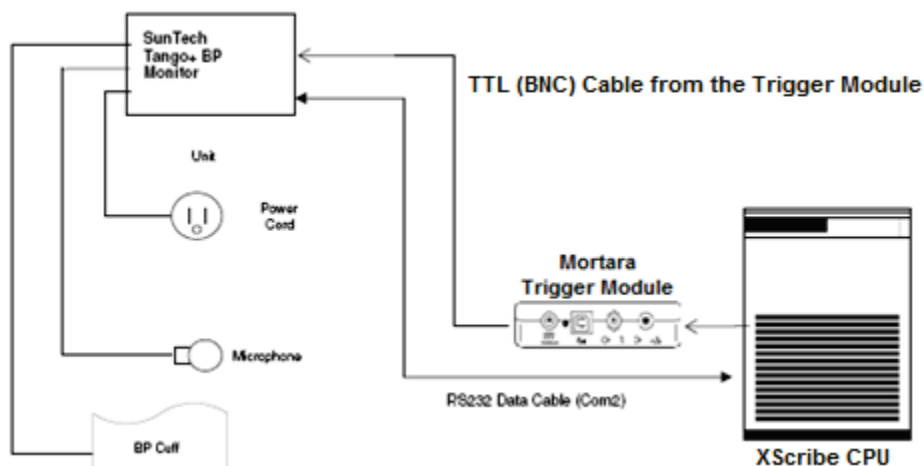 SunTech
Tango+ BP
Monitor
TTL (BNC) Cable from the Trigger Module
Unit
Power
Cord
Mortara
Trigger Module
Microphone
RS232 Data Cable (Com2)
BP Cuff
XScribe CPU